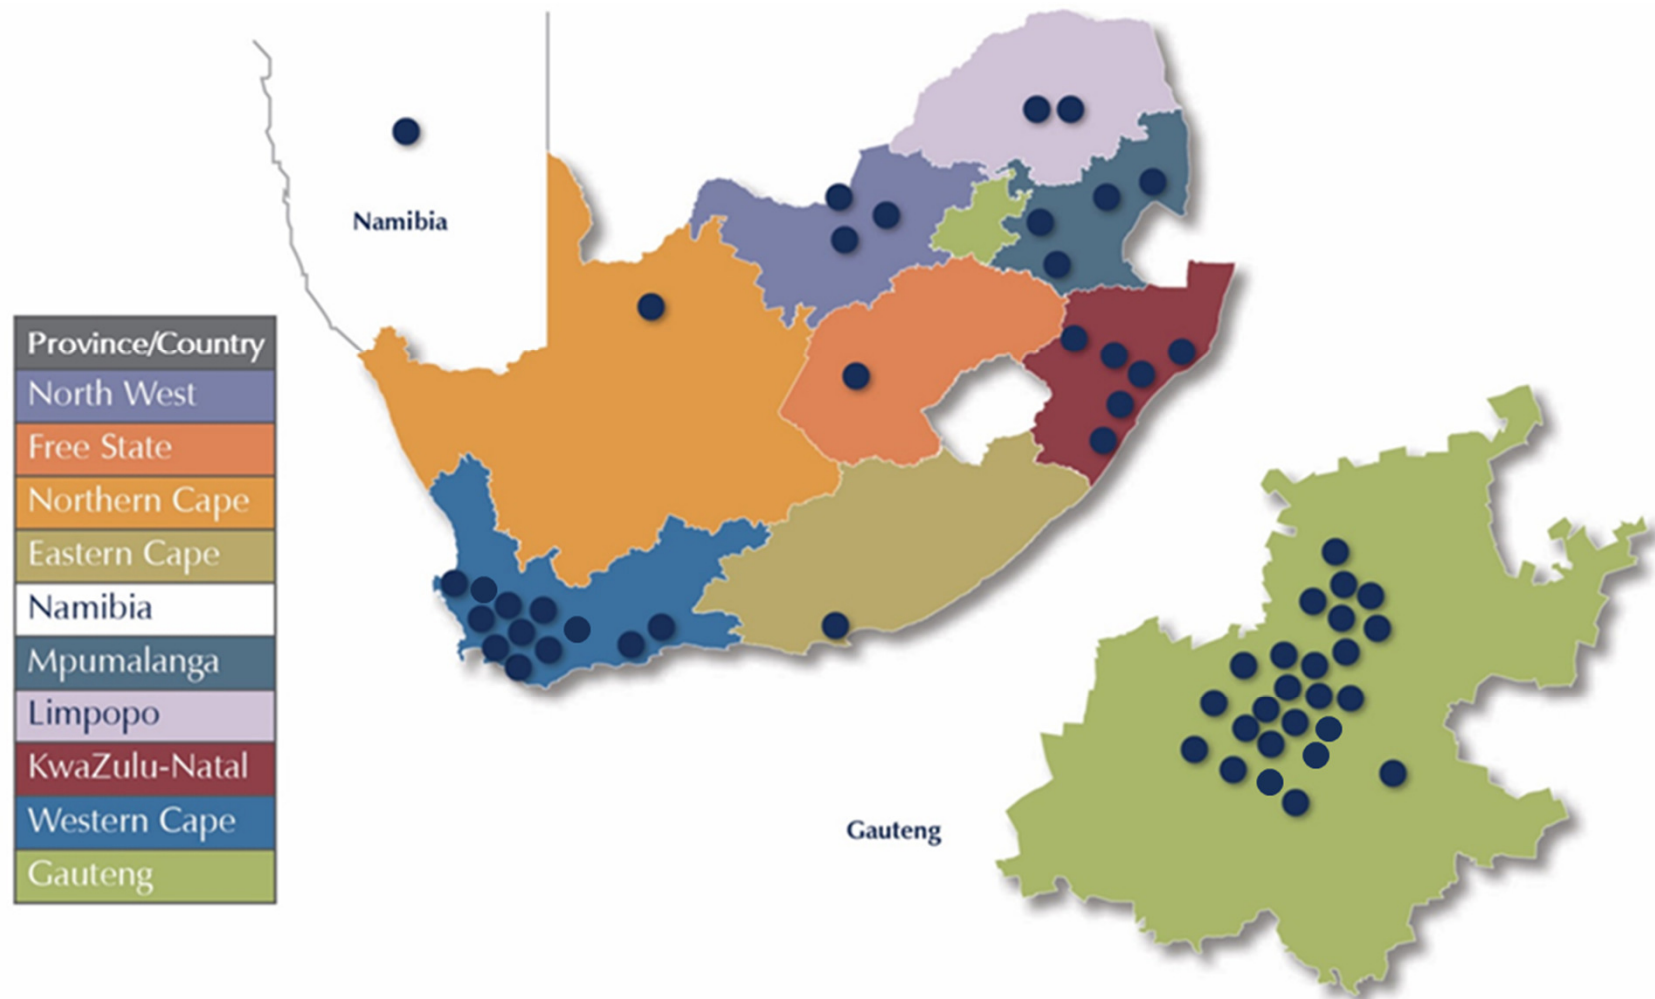 Namibia
Province/Country
North West
Free State
Northern Cape
Eastern Cape
Namibia
Mpumalanga
Limpopo
KwaZulu-Natal
Western Cape
Gauteng
Gauteng